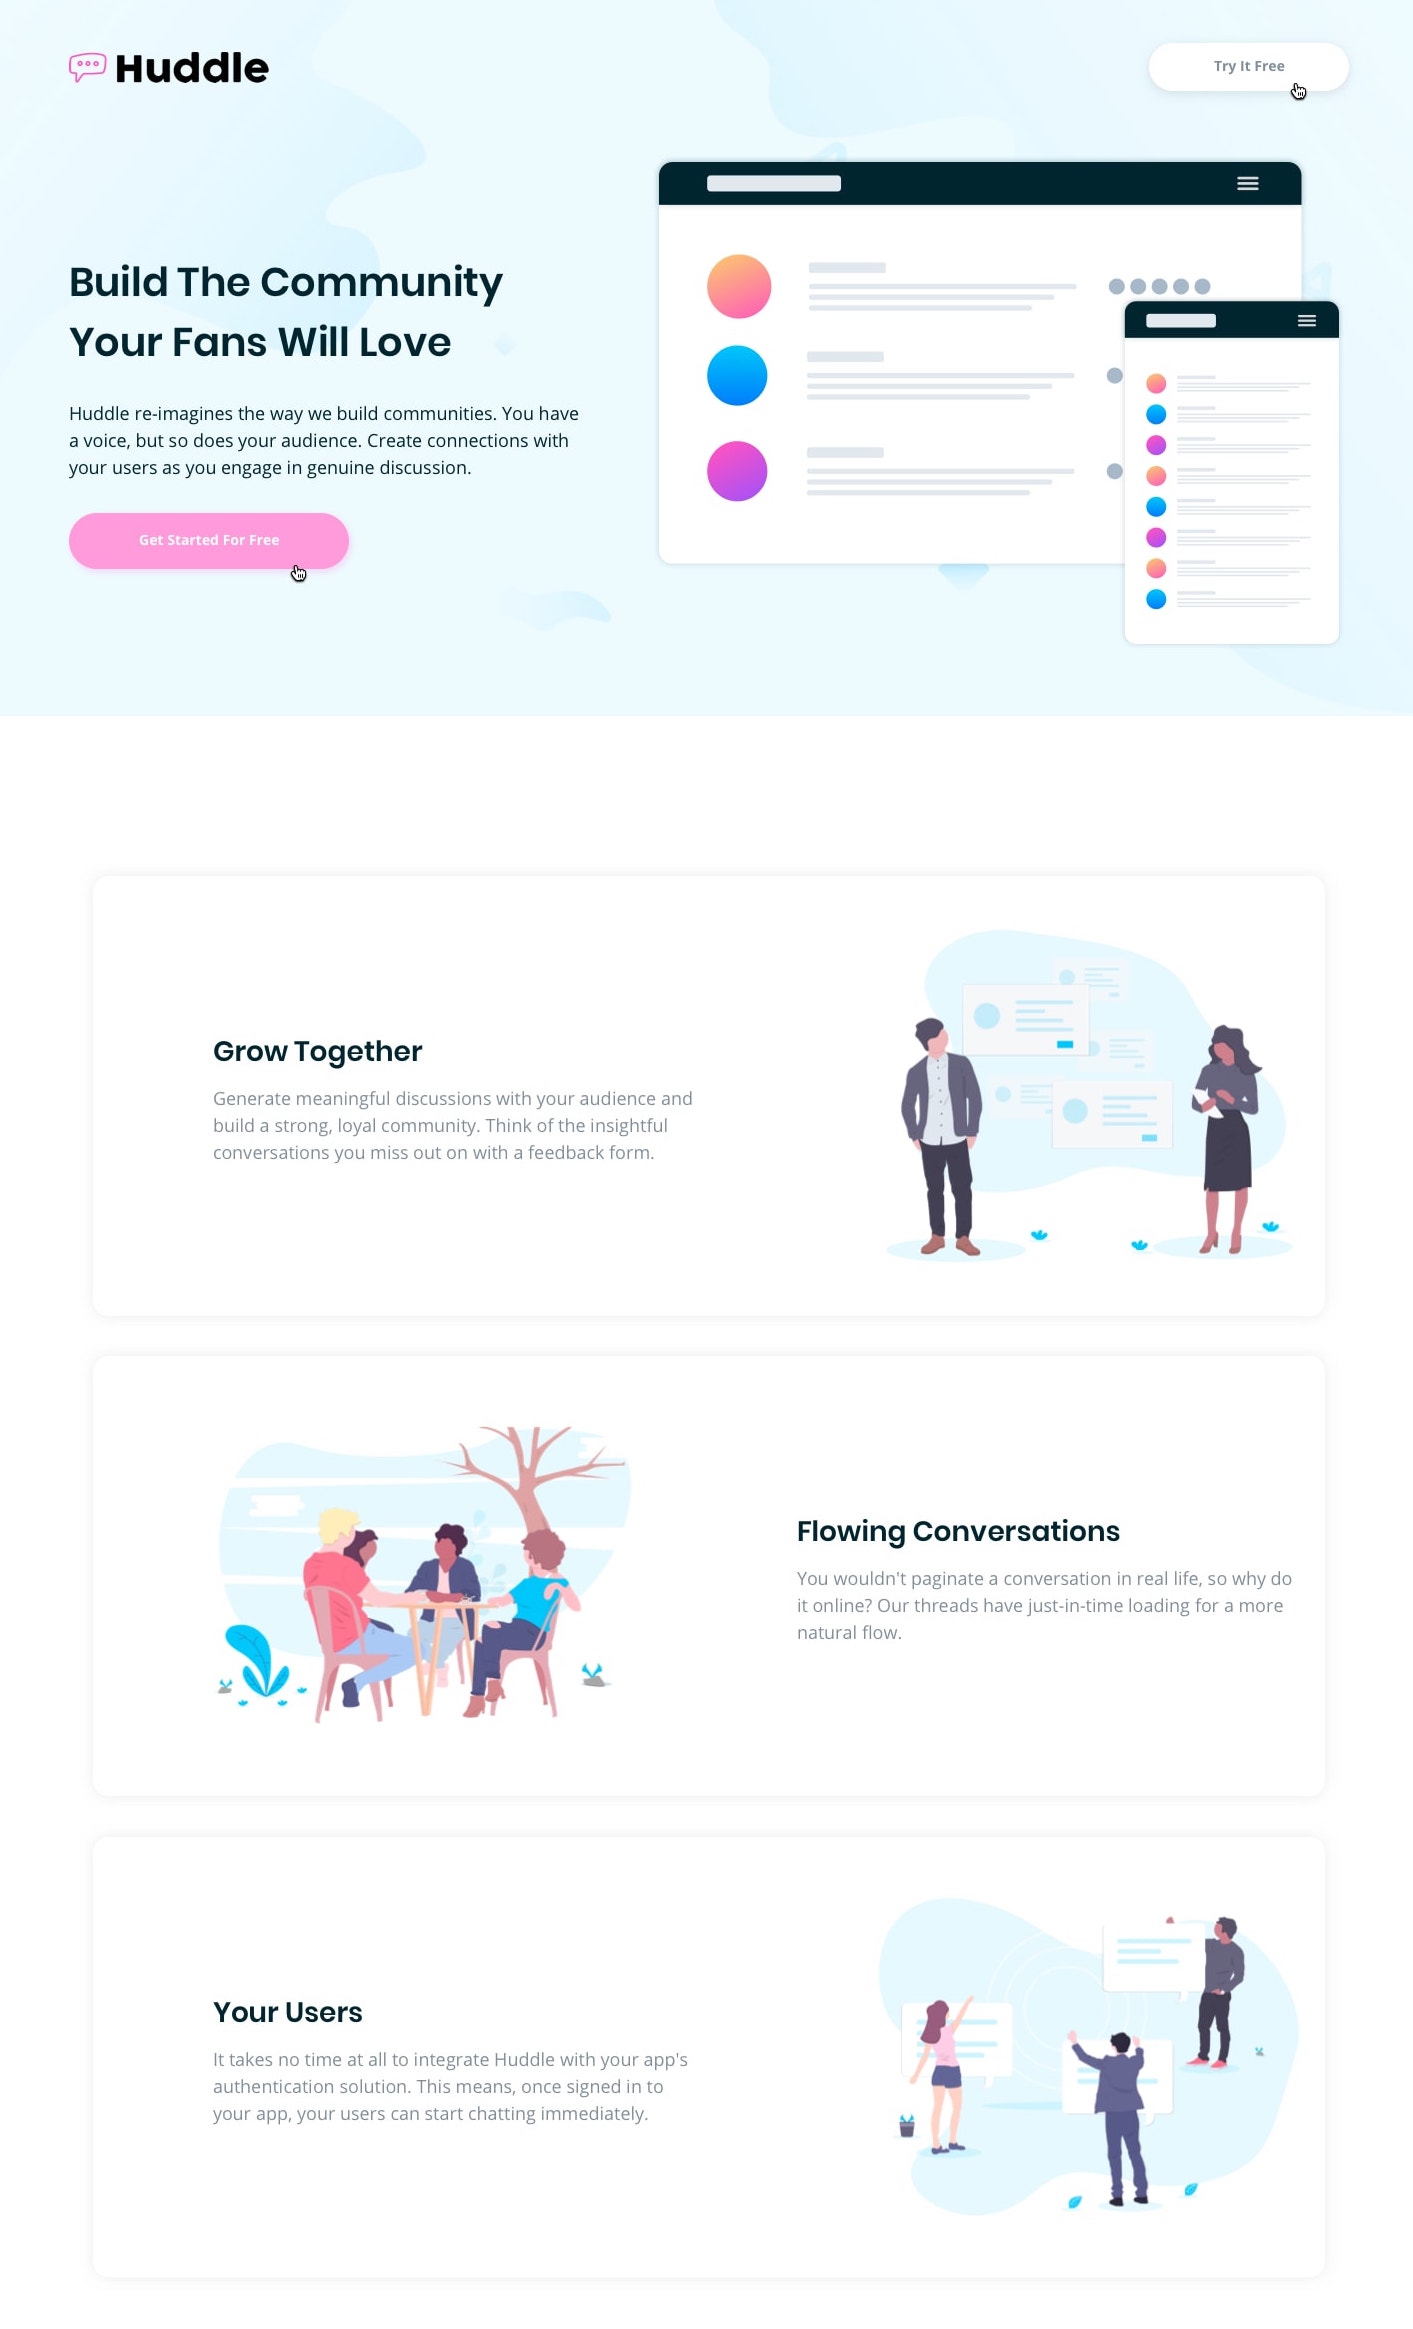 Huddle
Try It Free
Build The Community
Your Fans Will Love
Huddle re-imagines the way we build communities. You have
a voice, but so does your audience. Create connections with
your users as you engage in genuine discussion.
Get Started For Free
Grow Together
Generate meaningful discussions with your audience and
build a strong, loyal community. Think of the insightful
conversations you miss out on with a feedback form.
Flowing Conversations
You wouldn't paginate a conversation in real life, so why do
it online? Our threads have just-in-time loading for a more
natural flow.
Your Users
It takes no time at all to integrate Huddle with your app's
authentication solution. This means, once signed in to
your app, your users can start chatting immediately.